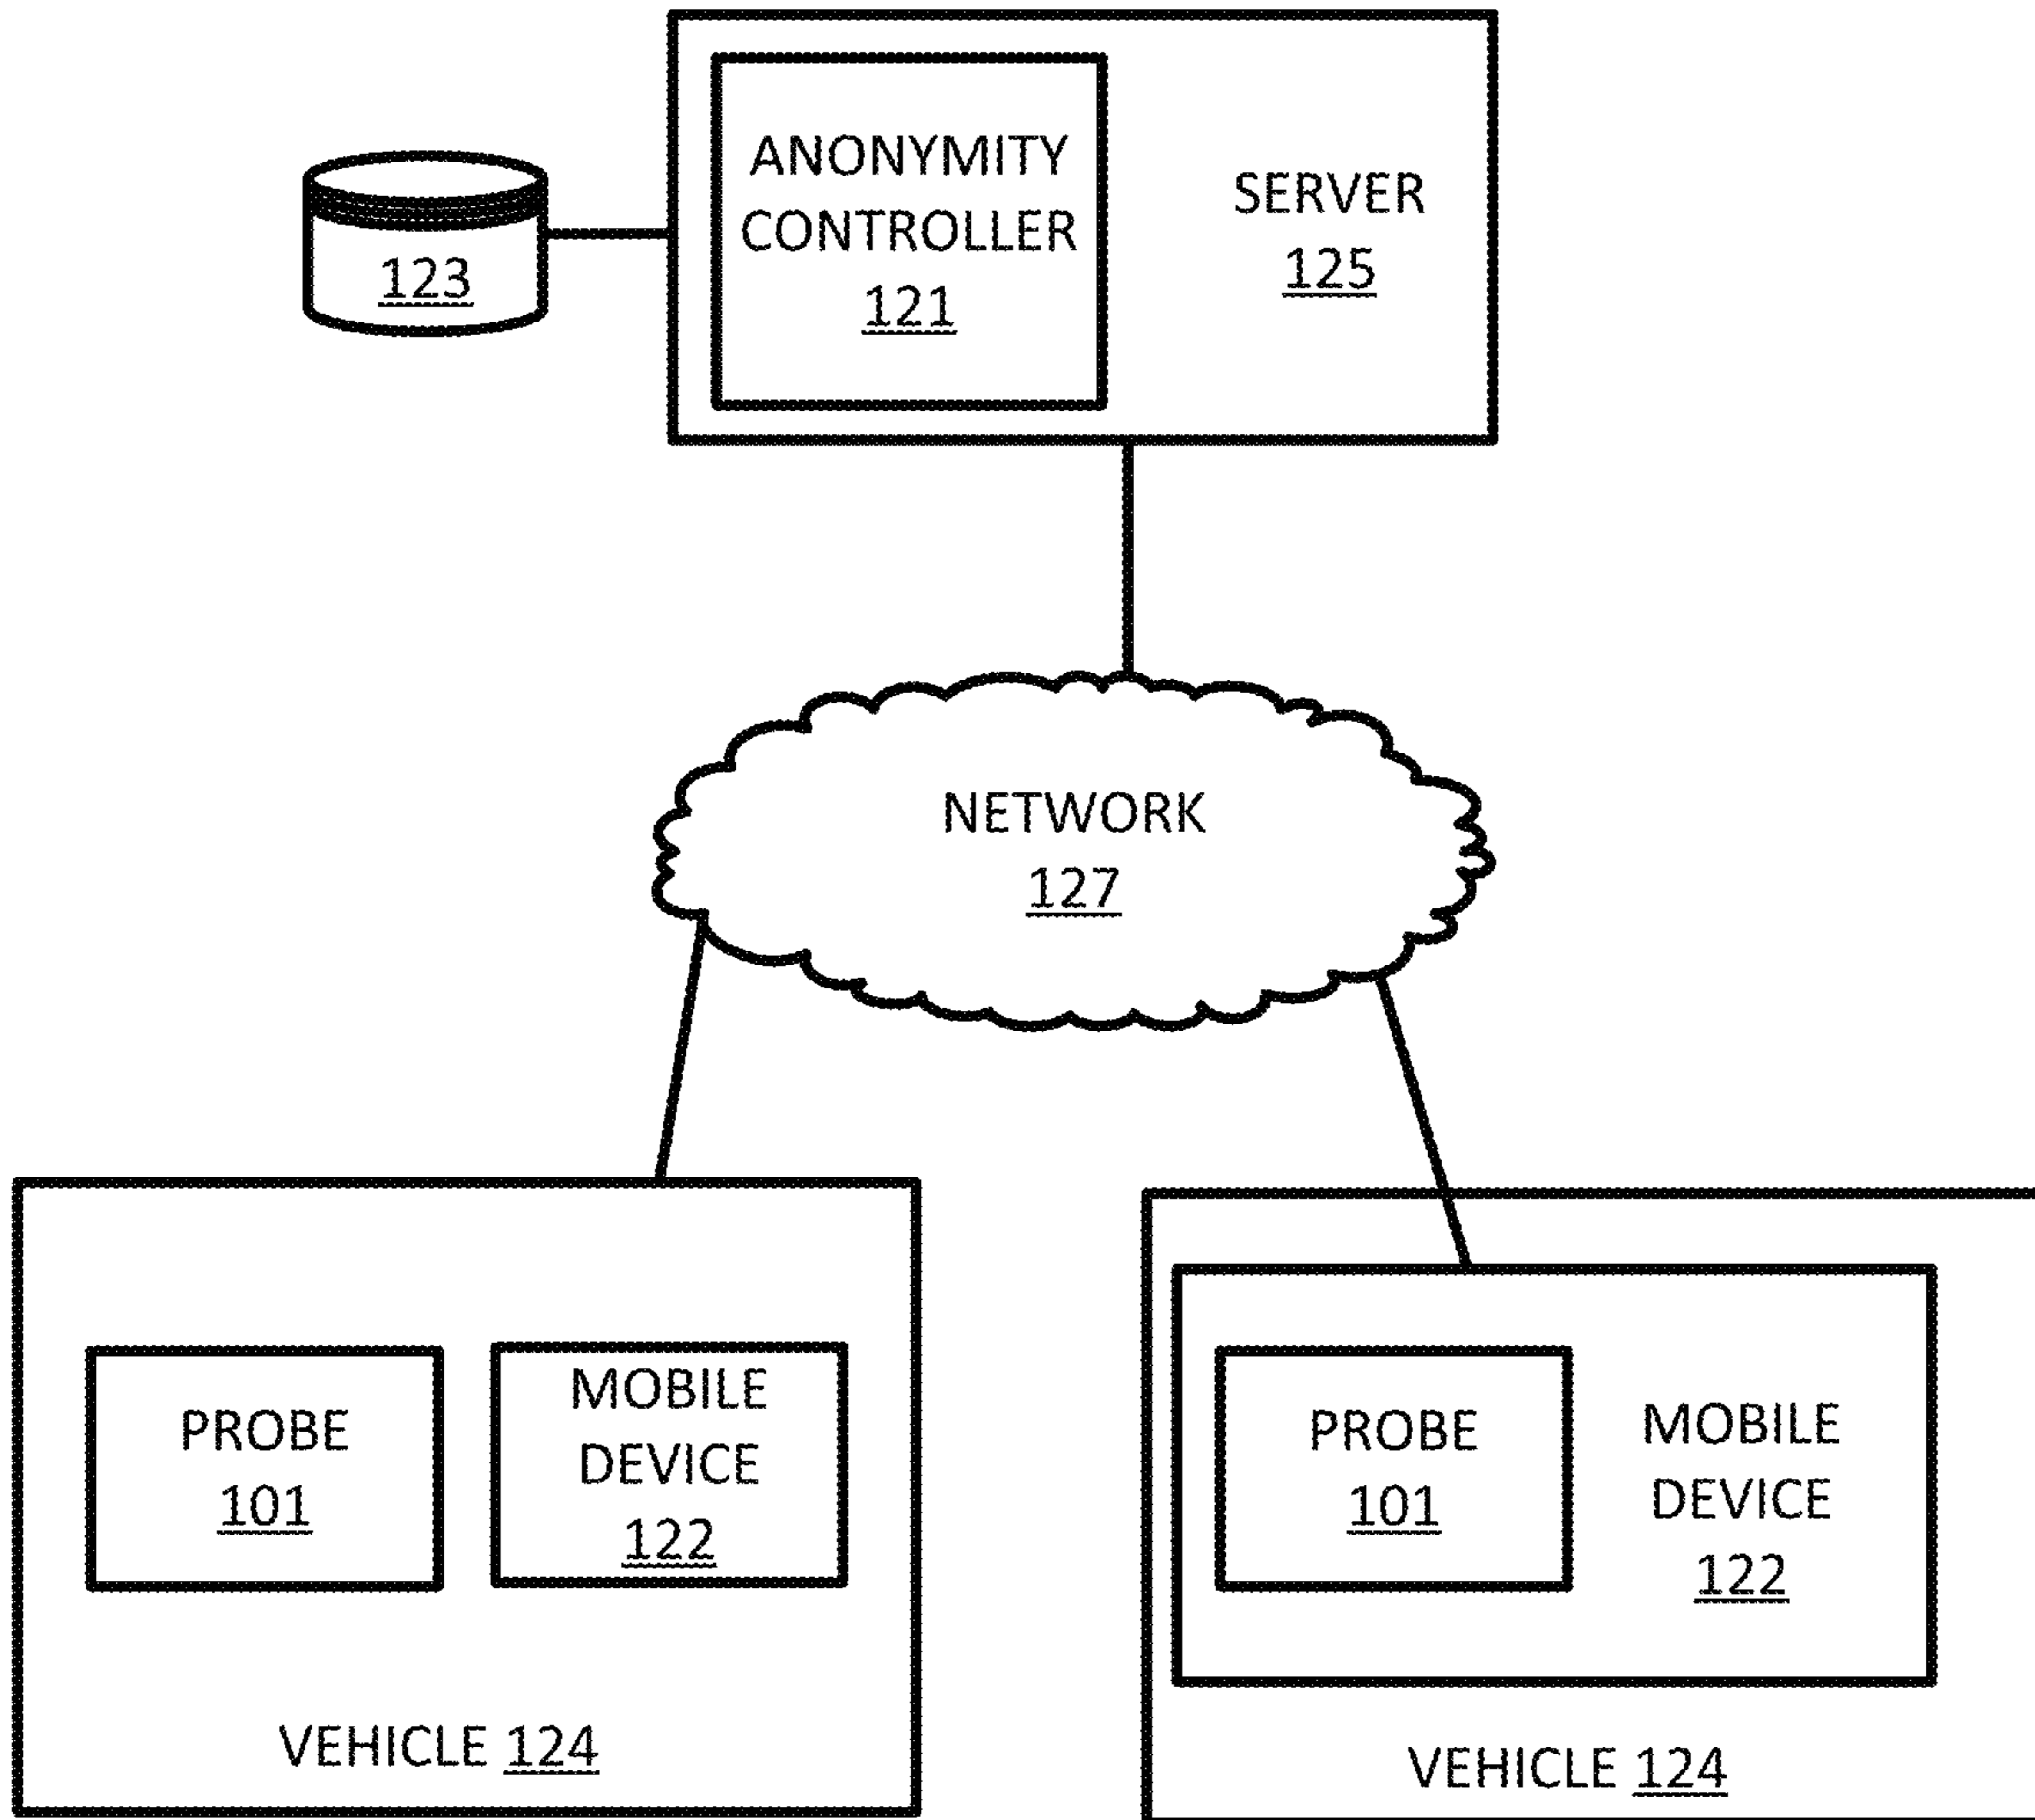 ANONYMITY
CONTROLLER
121
SERVER
125
123
NETWORK
127
PROBE
101
MOBILE
DEVICE
122
VEHICLE 124
PROBE
101
MOBILE
DEVICE
122
VEHICLE 124